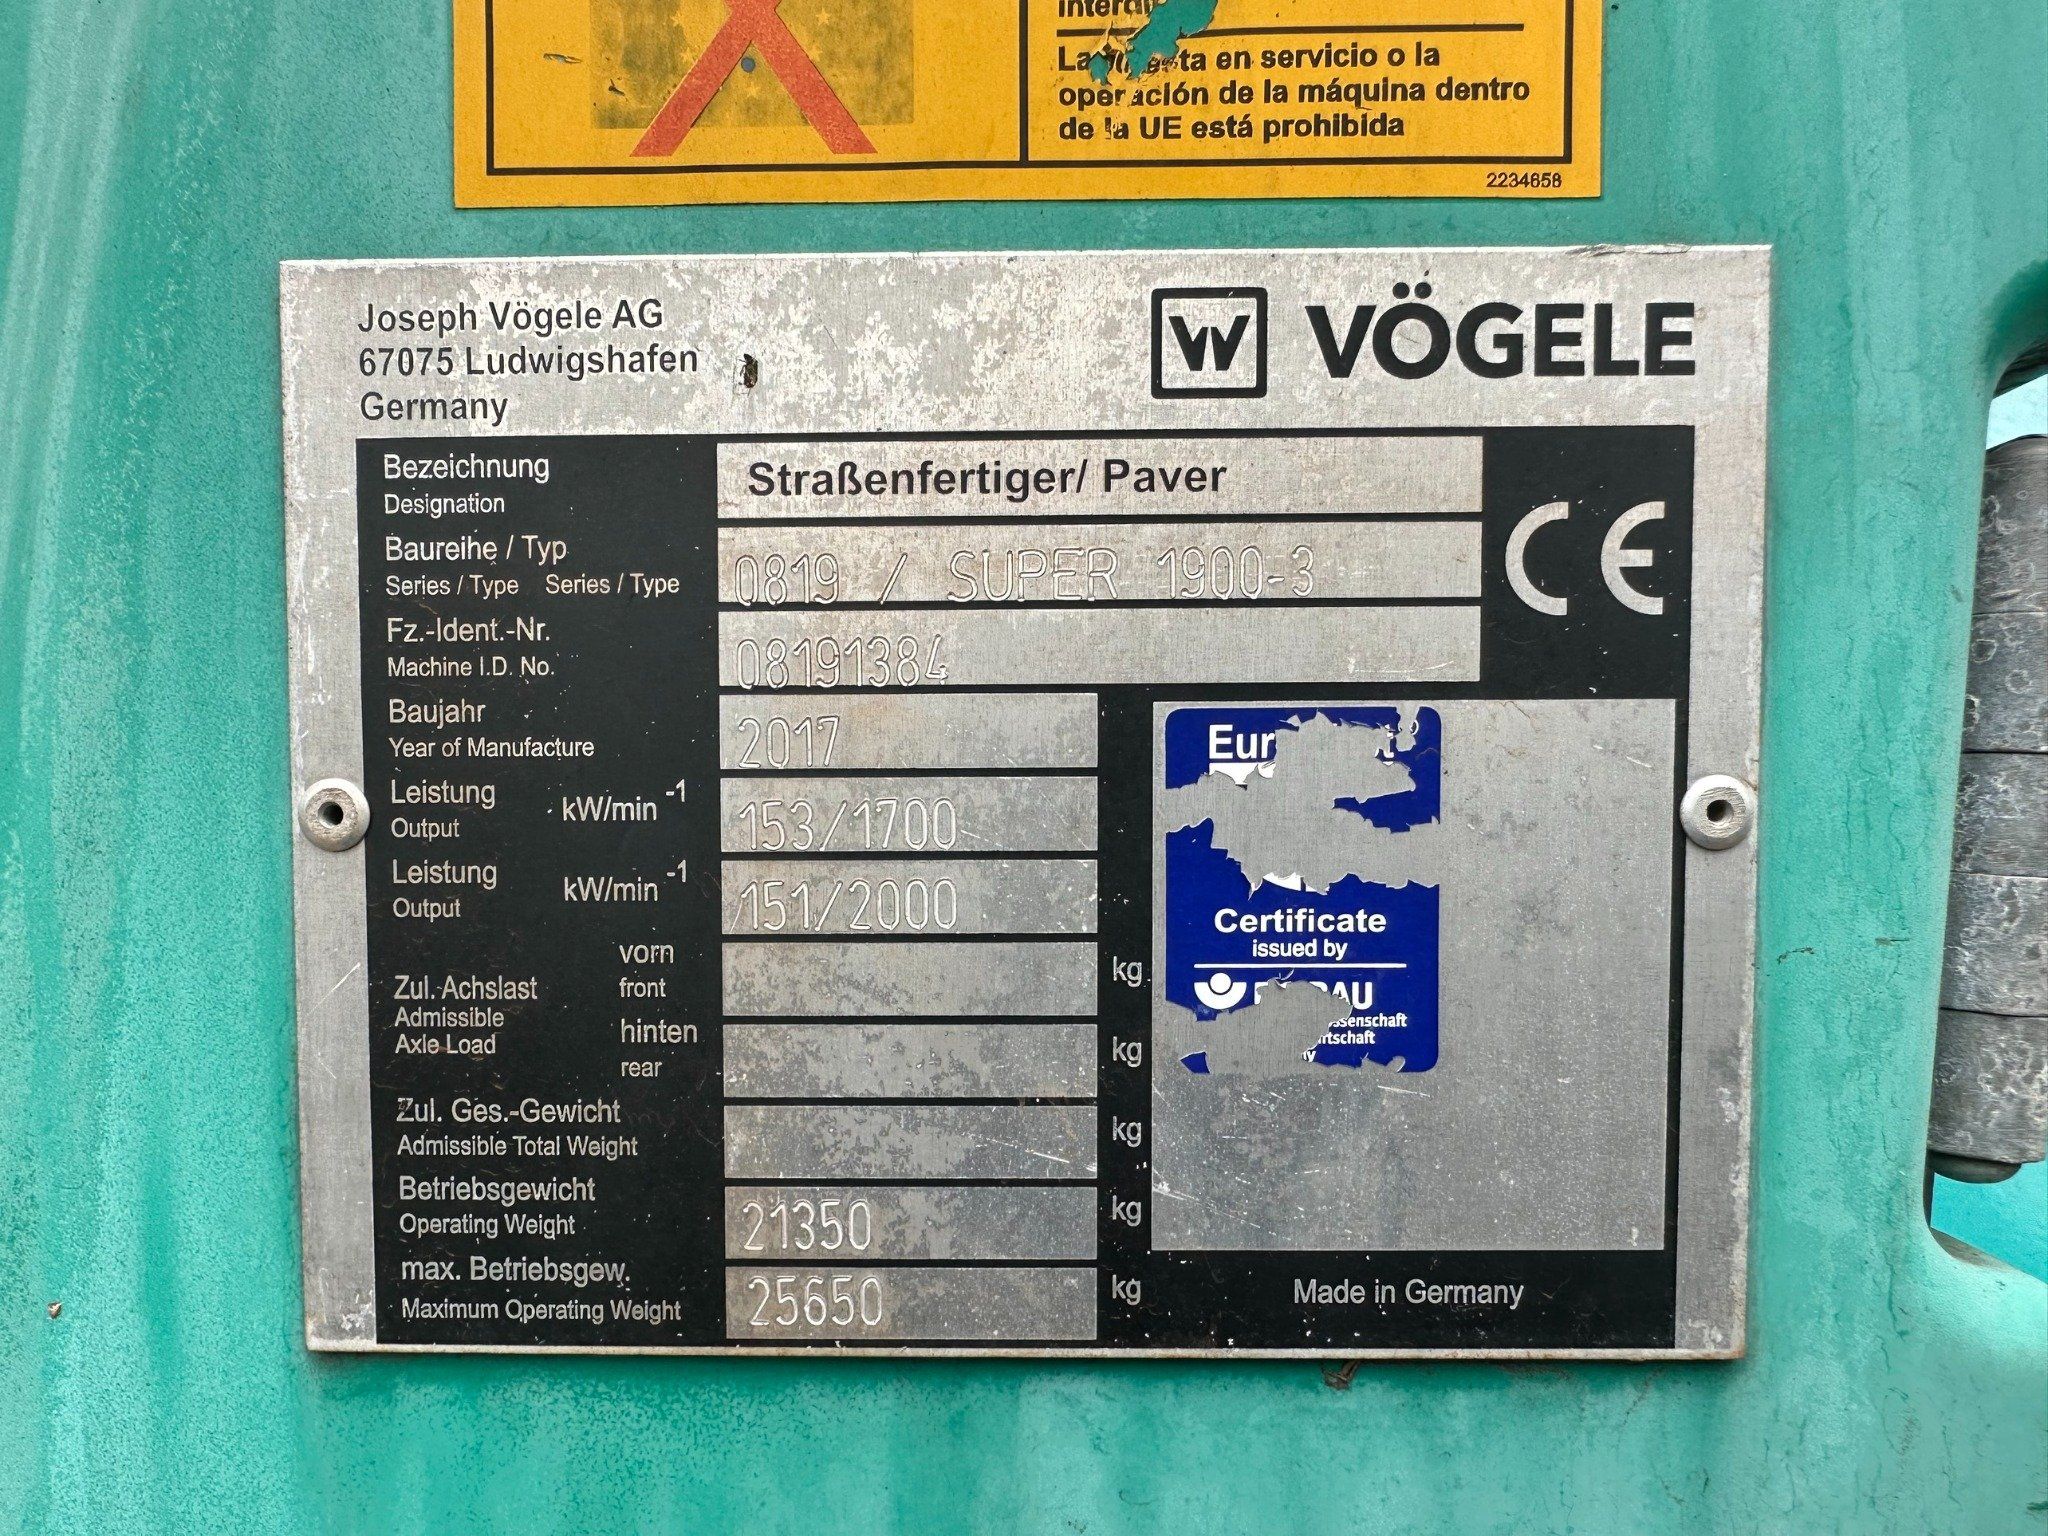 La en servicio o la
operación de la máquina dentro
de la UE está prohibida
2234658
Joseph Vögele AG
67075 Ludwigshafen
Germany
W VÖGELE
Bezeichnung
Designation
Straßenfertiger/ Paver
Baureihe / Typ
Series / Type Series / Type
0819 / SUPER 1900-3
CE
Fz.-Ident.-Nr.
Machine I.D. No.
08191384
Baujahr
Year of Manufacture
2017
Leistung
Output
kW/min -1
153/1700
Leistung
Output
kW/min -1
151/2000
Zul. Achslast
Admissible
Axle Load
vorn
front
kg
hinten
rear
kg
Zul. Ges.-Gewicht
Admissible Total Weight
kg
Betriebsgewicht
Operating Weight
21350
kg
max. Betriebsgew.
Maximum Operating Weight
25650
kg
Certificate
issued by
Made in Germany